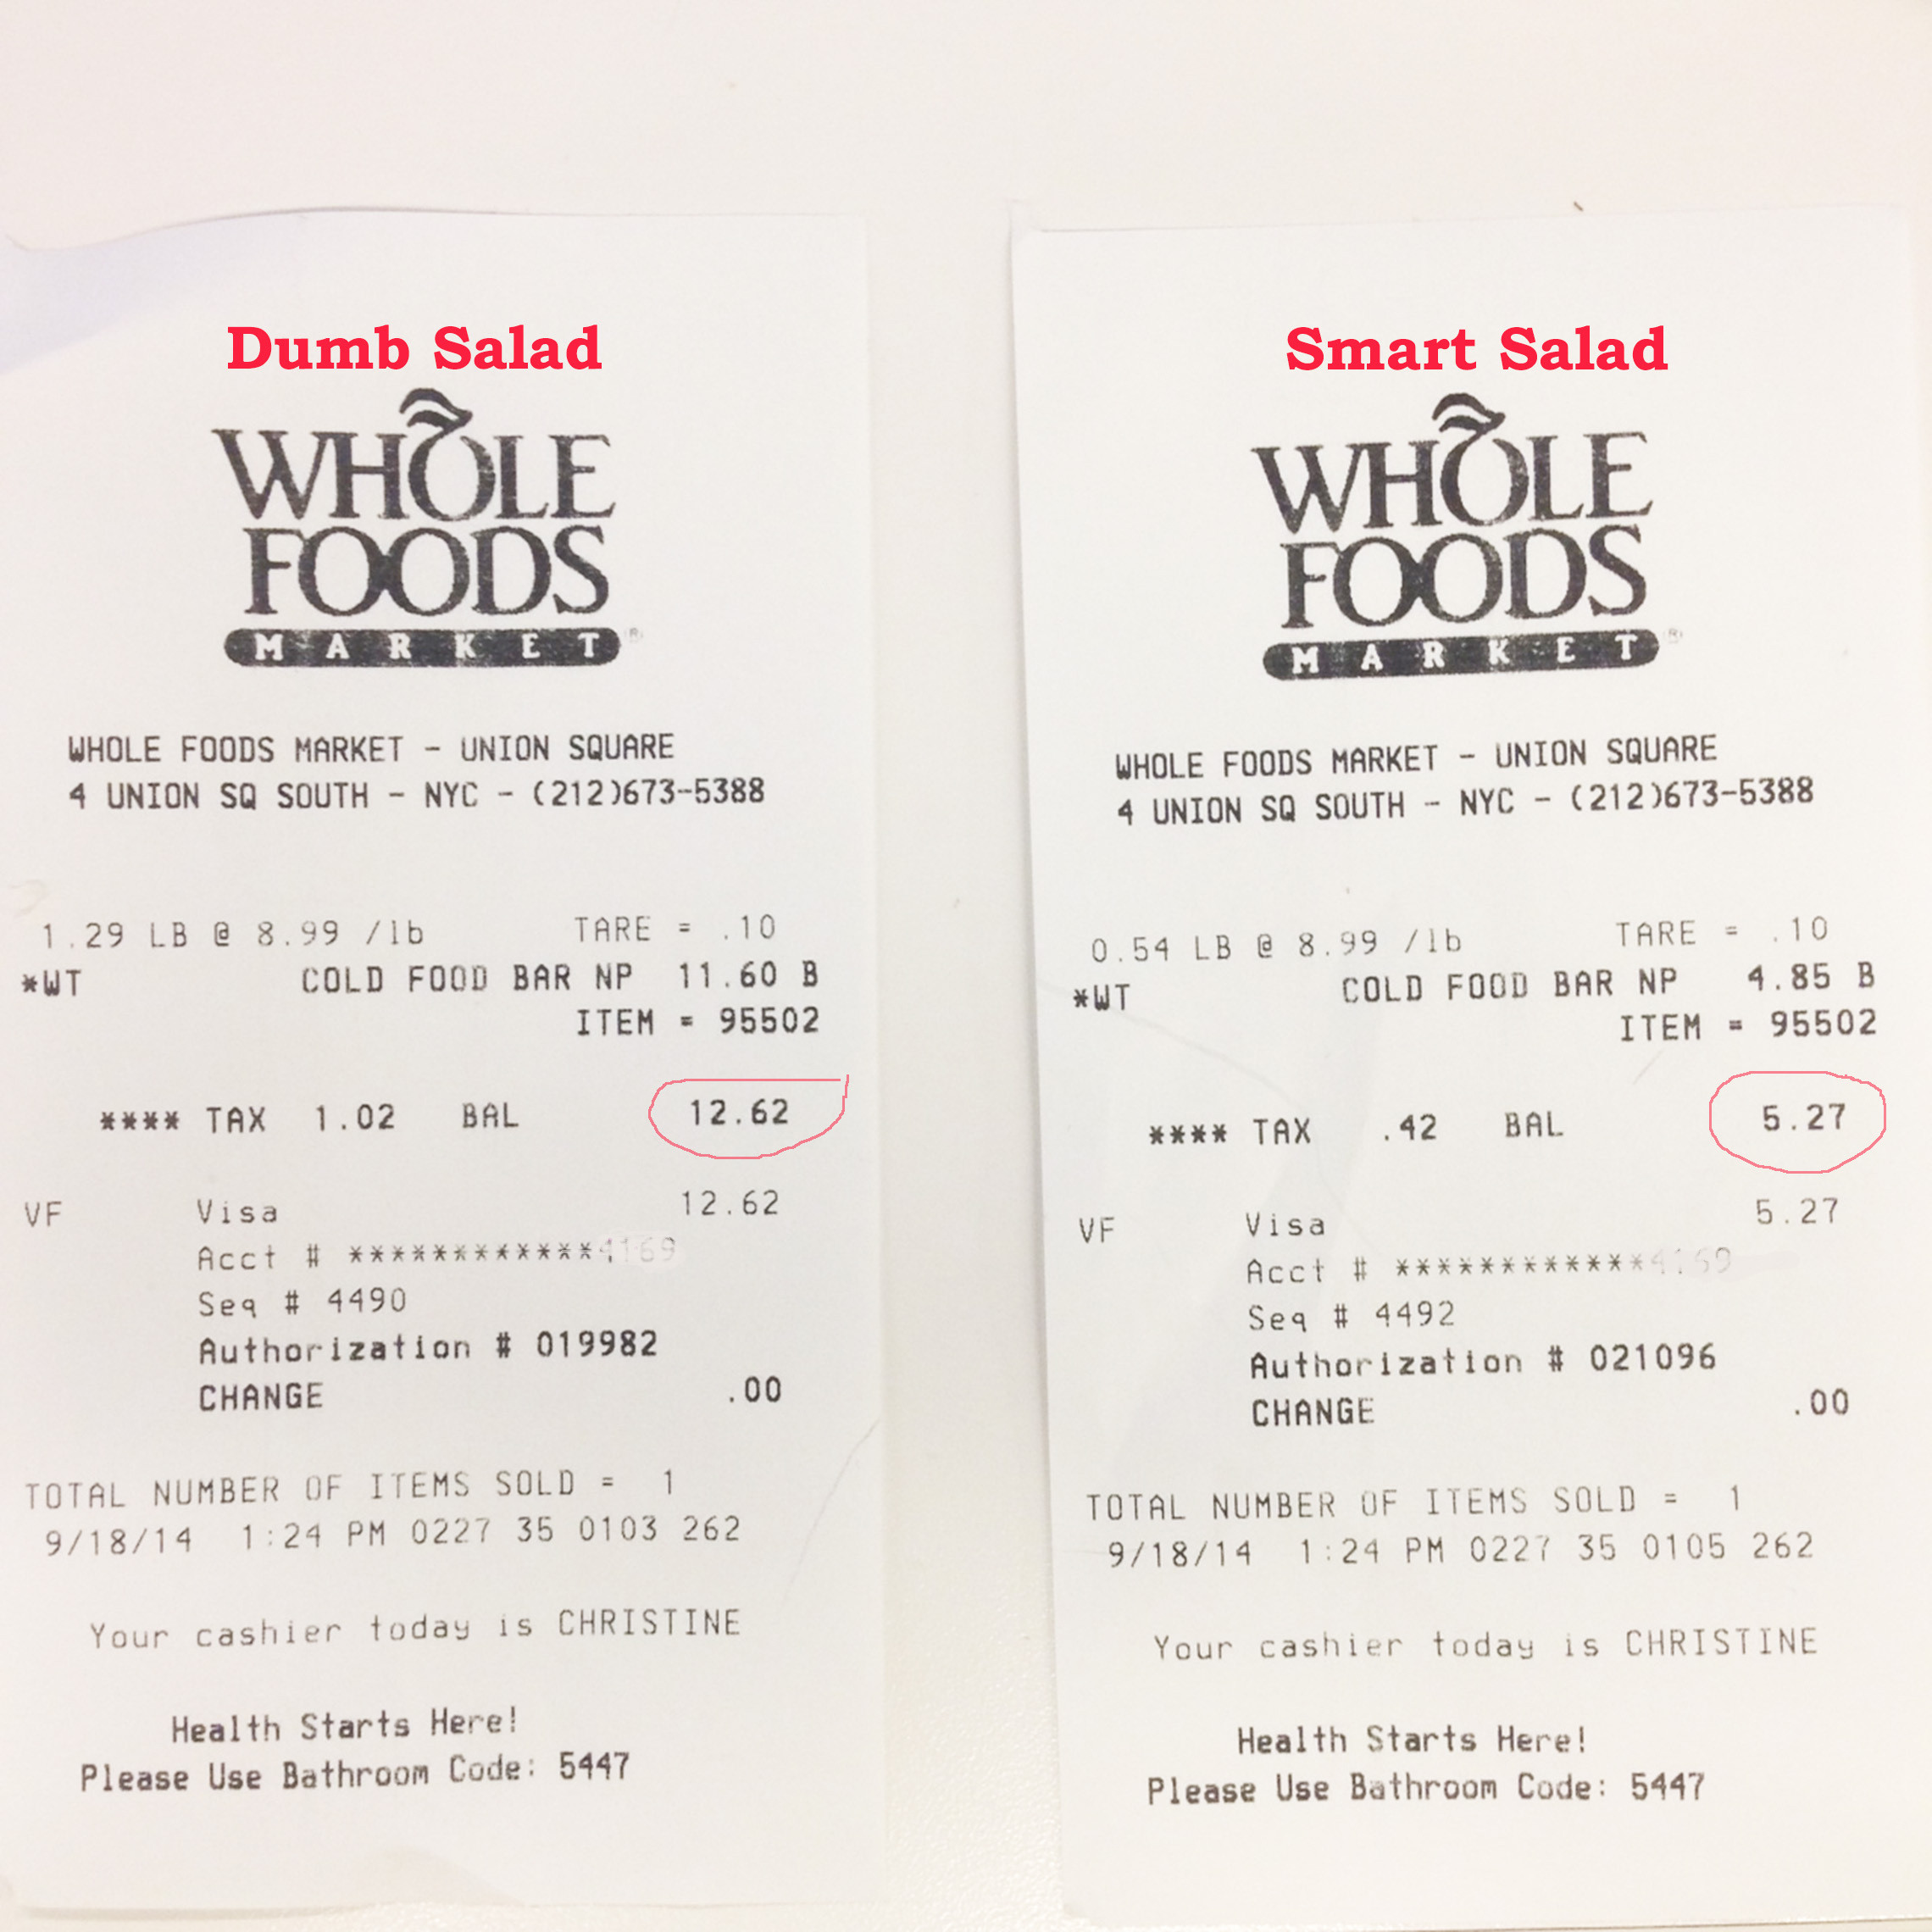 Dumb Salad
WHOLE
FOODS
MARKET®
WHOLE FOODS MARKET - UNION SQUARE
4 UNION SQ SOUTH - NYC - (212)673-5388
1.29 LB @ 8.99 /lb TARE = .10
*WT COLD FOOD BAR NP 11.60 B
ITEM = 95502
**** TAX 1.02 BAL 12.62
VF Visa 12.62
Acct # ************4169
Seq # 4490
Authorization # 019982
CHANGE .00
TOTAL NUMBER OF ITEMS SOLD = 1
9/18/14 1:24 PM 0227 35 0103 262
Your cashier today is CHRISTINE
Health Starts Here!
Please Use Bathroom Code: 5447
Smart Salad
WHOLE
FOODS
MARKET®
WHOLE FOODS MARKET - UNION SQUARE
4 UNION SQ SOUTH - NYC - (212)673-5388
0.54 LB @ 8.99 /lb TARE = .10
*WT COLD FOOD BAR NP 4.85 B
ITEM = 95502
**** TAX .42 BAL 5.27
VF Visa 5.27
Acct # ************4169
Seq # 4492
Authorization # 021096
CHANGE .00
TOTAL NUMBER OF ITEMS SOLD = 1
9/18/14 1:24 PM 0227 35 0105 262
Your cashier today is CHRISTINE
Health Starts Here!
Please Use Bathroom Code: 5447